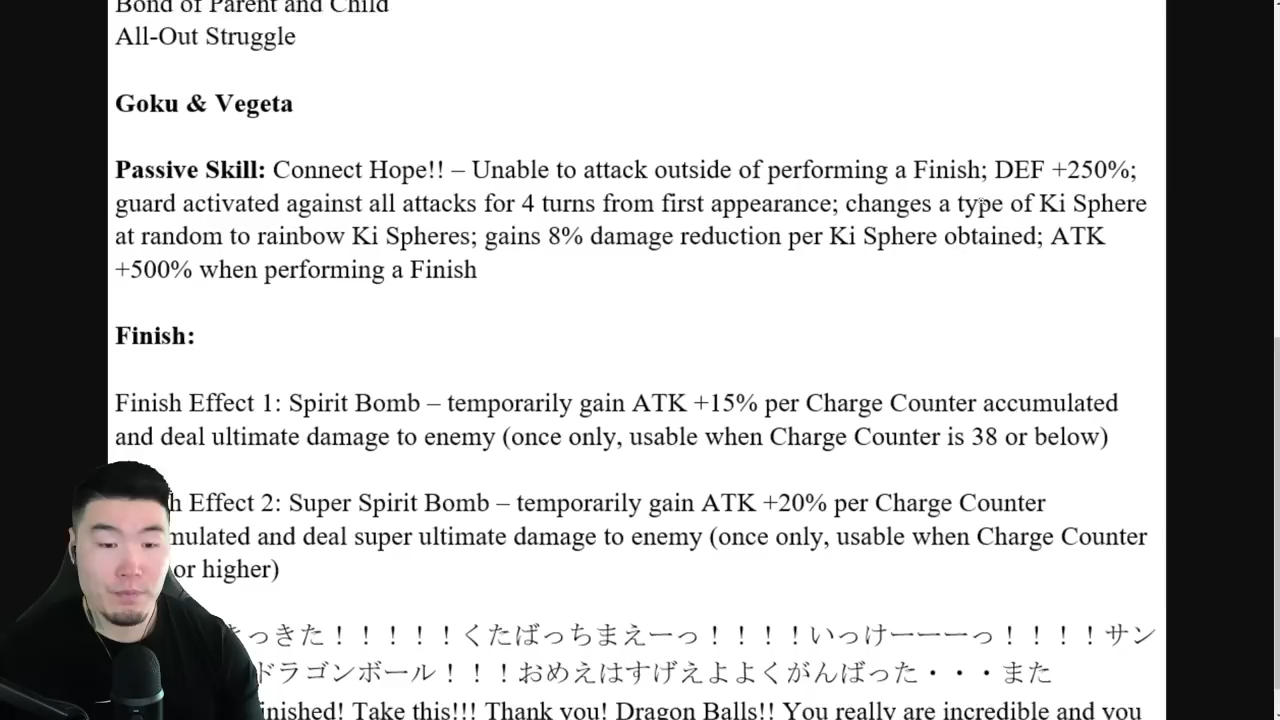 Bond of Parent and Child
All-Out Struggle
Goku & Vegeta
Passive Skill: Connect Hope!! – Unable to attack outside of performing a Finish; DEF +250%;
guard activated against all attacks for 4 turns from first appearance; changes a type of Ki Sphere
at random to rainbow Ki Spheres; gains 8% damage reduction per Ki Sphere obtained; ATK
+500% when performing a Finish
Finish:
Finish Effect 1: Spirit Bomb – temporarily gain ATK +15% per Charge Counter accumulated
and deal ultimate damage to enemy (once only, usable when Charge Counter is 38 or below)
Effect 2: Super Spirit Bomb – temporarily gain ATK +20% per Charge Counter
and deal super ultimate damage to enemy (once only, usable when Charge Counter
or higher)
っきた！！！！！くたばっちまえーっ！！！！いっけーーーっ！！！！サン
ドラゴンボール！！！おめえはすげえよよくがんばった・・・また
Take this!!! Thank you! Dragon Balls!! You really are incredible and you